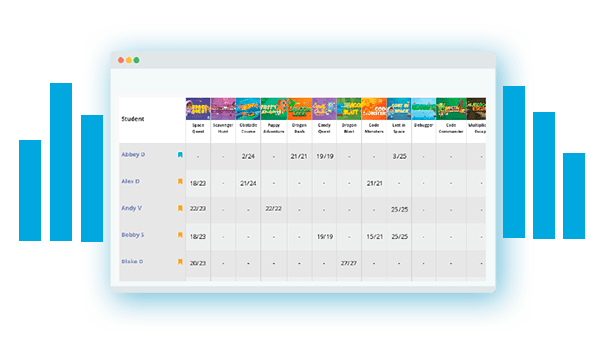 Student
Space Quest
Scavenger Hunt
Obstacle Course
Puppy Adventure
Dragon Dash
Candy Quest
Dragon Blast
Code Monsters
Lost in Space
Debugger
Code Commander
Multiplication Escap
Abbey D - - 2/24 - 21/21 19/19 - - 3/25 - - -
Alex D 18/23 - 21/24 - - - - 21/21 - - - -
Andy V 22/23 - - 22/22 - - - - 25/25 - - -
Bobby S 18/23 - - - - 19/19 - 15/21 25/25 - - -
Blake D 20/23 - - - - - 27/27 - - - - -